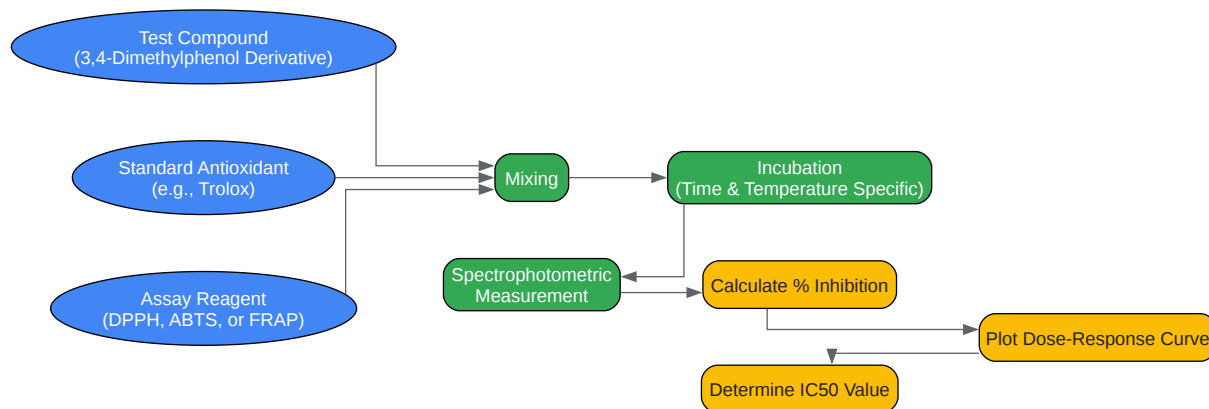 Test Compound
(3,4-Dimethylphenol Derivative)
Standard Antioxidant
(e.g., Trolox)
Mixing
Incubation
(Time & Temperature Specific)
Assay Reagent
(DPPH, ABTS, or FRAP)
Spectrophotometric
Measurement
Calculate % Inhibition
Plot Dose-Response Curve
Determine IC50 Value